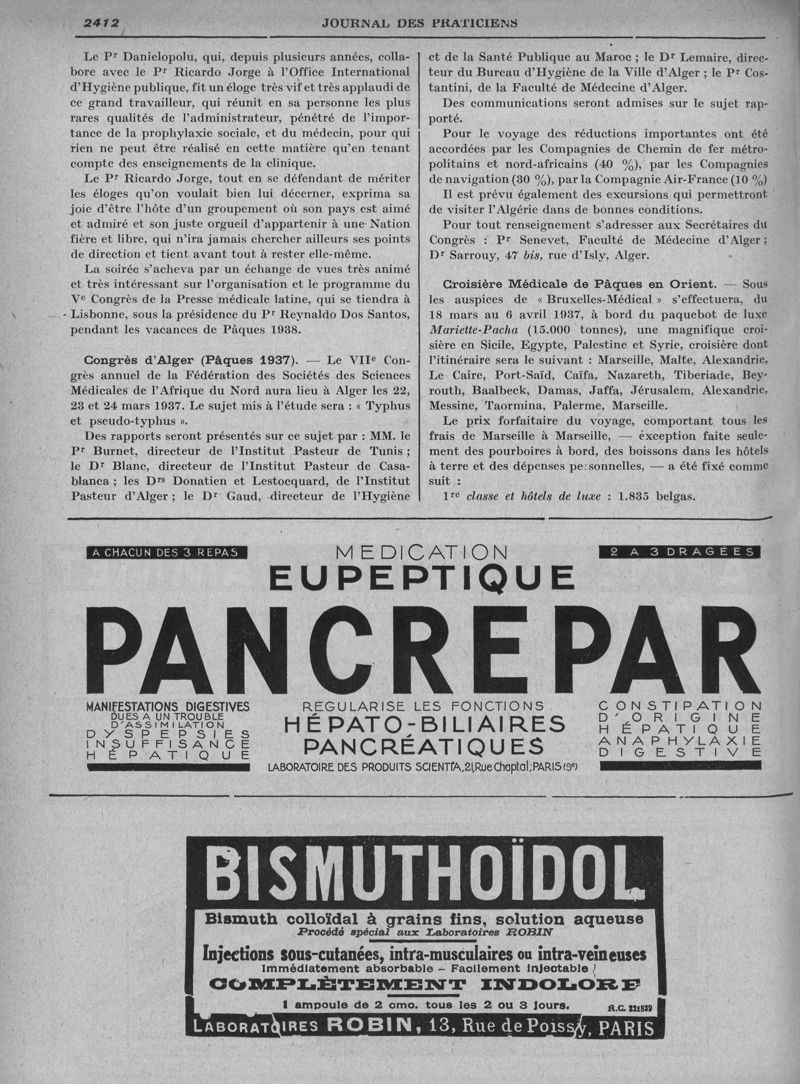 2412 JOURNAL DES PRATICIENS
Le Pr Danielopolu, qui, depuis plusieurs années, colla-
bore avec le Pr Ricardo Jorge à l'Office International
d'Hygiène publique, fit un éloge très vif et très applaudi de
ce grand travailleur, qui réunit en sa personne les plus
rares qualités de l'administrateur, pénétré de l'impor-
tance de la prophylaxie sociale, et du médecin, pour qui
rien ne peut être réalisé en cette matière qu'en tenant
compte des enseignements de la clinique.
Le Pr Ricardo Jorge, tout en se défendant de mériter
les éloges qu'on voulait bien lui décerner, exprima sa
joie d'être l'hôte d'un groupement où son pays est aimé
et admiré et son juste orgueil d'appartenir à une Nation
fière et libre, qui n'ira jamais chercher ailleurs ses points
de direction et tient avant tout à rester elle-même.
La soirée s'acheva par un échange de vues très animé
et très intéressant sur l'organisation et le programme du
Ve Congrès de la Presse médicale latine, qui se tiendra à
Lisbonne, sous la présidence du Pr Reynaldo Dos Santos,
pendant les vacances de Pâques 1938.
Congrès d'Alger (Pâques 1937). — Le VIIe Con-
grès annuel de la Fédération des Sociétés des Sciences
Médicales de l'Afrique du Nord aura lieu à Alger les 22,
23 et 24 mars 1937. Le sujet mis à l'étude sera : « Typhus
et pseudo-typhus ».
Des rapports seront présentés sur ce sujet par : MM. le
Pr Burnet, directeur de l'Institut Pasteur de Tunis ;
le Dr Blanc, directeur de l'Institut Pasteur de Casa-
blanca ; les Drs Donatien et Lestocquard, de l'Institut
Pasteur d'Alger ; le Dr Gaud, directeur de l'Hygiène
et de la Santé Publique au Maroc ; le Dr Lemaire, direc-
teur du Bureau d'Hygiène de la Ville d'Alger ; le Pr Cos-
tantini, de la Faculté de Médecine d'Alger.
Des communications seront admises sur le sujet rap-
porté.
Pour le voyage des réductions importantes ont été
accordées par les Compagnies de Chemin de fer métro-
politains et nord-africains (40 %), par les Compagnies
de navigation (30 %), par la Compagnie Air-France (10 %)
Il est prévu également des excursions qui permettront
de visiter l'Algérie dans de bonnes conditions.
Pour tout renseignement s'adresser aux Secrétaires du
Congrès : Pr Senevet, Faculté de Médecine d'Alger ;
Dr Sarrouy, 47 bis, rue d'Isly, Alger.
Croisière Médicale de Pâques en Orient. — Sous
les auspices de « Bruxelles-Médical » s'effectuera, du
18 mars au 6 avril 1937, à bord du paquebot de luxe
Mariette-Pacha (15.000 tonnes), une magnifique croi-
sière en Sicile, Egypte, Palestine et Syrie, croisière dont
l'itinéraire sera le suivant : Marseille, Malte, Alexandrie,
Le Caire, Port-Saïd, Caïfa, Nazareth, Tiberiade, Bey-
routh, Baalbeck, Damas, Jaffa, Jérusalem, Alexandrie,
Messine, Taormina, Palerme, Marseille.
Le prix forfaitaire du voyage, comportant tous les
frais de Marseille à Marseille, — éxception faite seule-
ment des pourboires à bord, des boissons dans les hôtels
à terre et des dépenses personnelles, — a été fixé comme
suit :
1re classe et hôtels de luxe : 1.835 belgas.
A CHACUN DES 3 REPAS
MEDICATION
2 A 3 DRAGÉES
EUPEPTIQUE
PANCREPAR
MANIFESTATIONS DIGESTIVES
DUES A UN TROUBLE
D'ASSIMILATION
DYSPEPSIES
INSUFFISANCE
HÉPATIQUE
REGULARISE LES FONCTIONS
HÉPATO-BILIAIRES
PANCRÉATIQUES
LABORATOIRE DES PRODUITS SCIENTIA, 21, Rue Chaptal, PARIS (9e)
CONSTIPATION
D'ORIGINE
HÉPATIQUE
ANAPHYLAXIE
DIGESTIVE
BISMUTHOÏDOL
Bismuth colloïdal à grains fins, solution aqueuse
Procédé spécial aux Laboratoires ROBIN
Injections sous-cutanées, intra-musculaires ou intra-veineuses
Immédiatement absorbable – Facilement injectable
COMPLÈTEMENT INDOLORE
1 ampoule de 2 cmc. tous les 2 ou 3 jours. R.C. 221839
LABORATOIRES ROBIN, 13, Rue de Poissy, PARIS